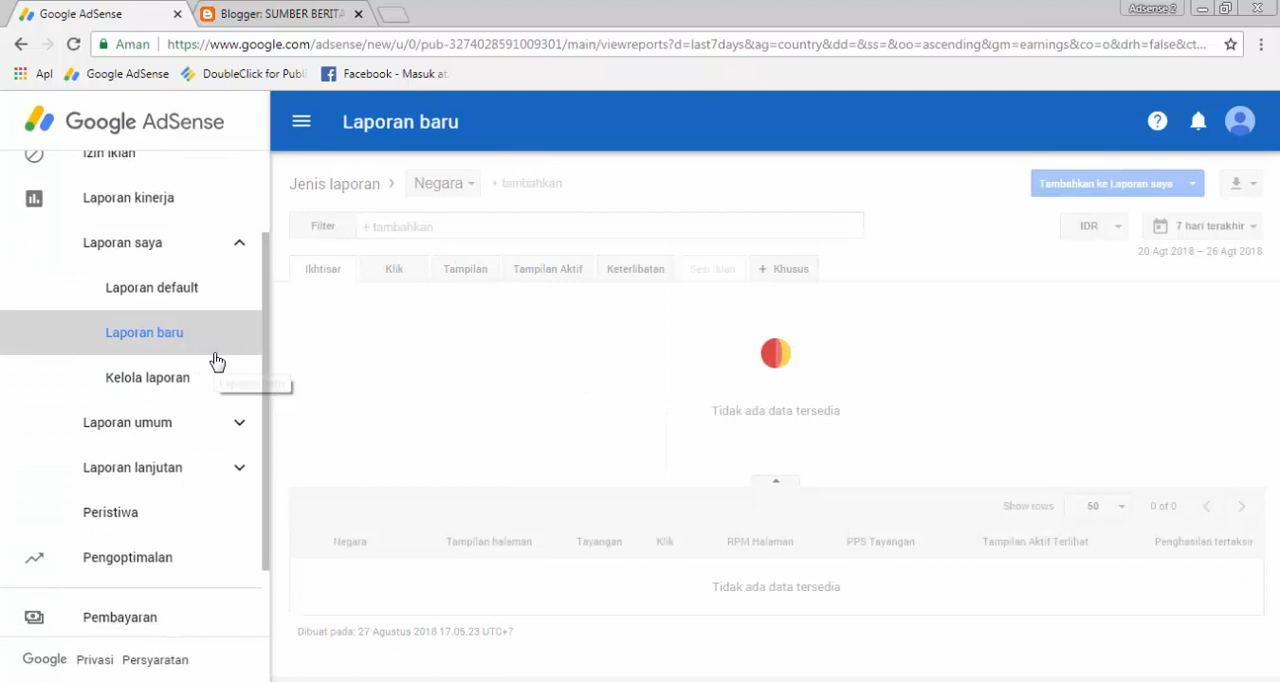 Google AdSense
Blogger: SUMBER BERITA
Adsense 2
Aman
https://www.google.com/adsense/new/u/0/pub-3274028591009301/main/viewreports?d=last7days&ag=country&dd=&ss=&oo=ascending&gm=earnings&co=o&drh=false&ct...
Apl
Google AdSense
DoubleClick for Publ
Facebook - Masuk at
Google AdSense
Laporan baru
Izin iklan
Laporan kinerja
Laporan saya
Laporan default
Laporan baru
Kelola laporan
Laporan umum
Laporan lanjutan
Peristiwa
Pengoptimalan
Pembayaran
Google Privasi Persyaratan
Jenis laporan
Negara
+ tambahkan
Tambahkan ke Laporan saya
Filter
+ tambahkan
IDR
7 hari terakhir
20 Agt 2018 – 26 Agt 2018
Ikhtisar
Klik
Tampilan
Tampilan Aktif
Keterlibatan
Sesi Iklan
+ Khusus
Tidak ada data tersedia
Show rows
50
0 of 0
Negara
Tampilan halaman
Tayangan
Klik
RPM Halaman
PPS Tayangan
Tampilan Aktif Terlihat
Penghasilan tertaksir
Tidak ada data tersedia
Dibuat pada: 27 Agustus 2018 17.05.23 UTC+7